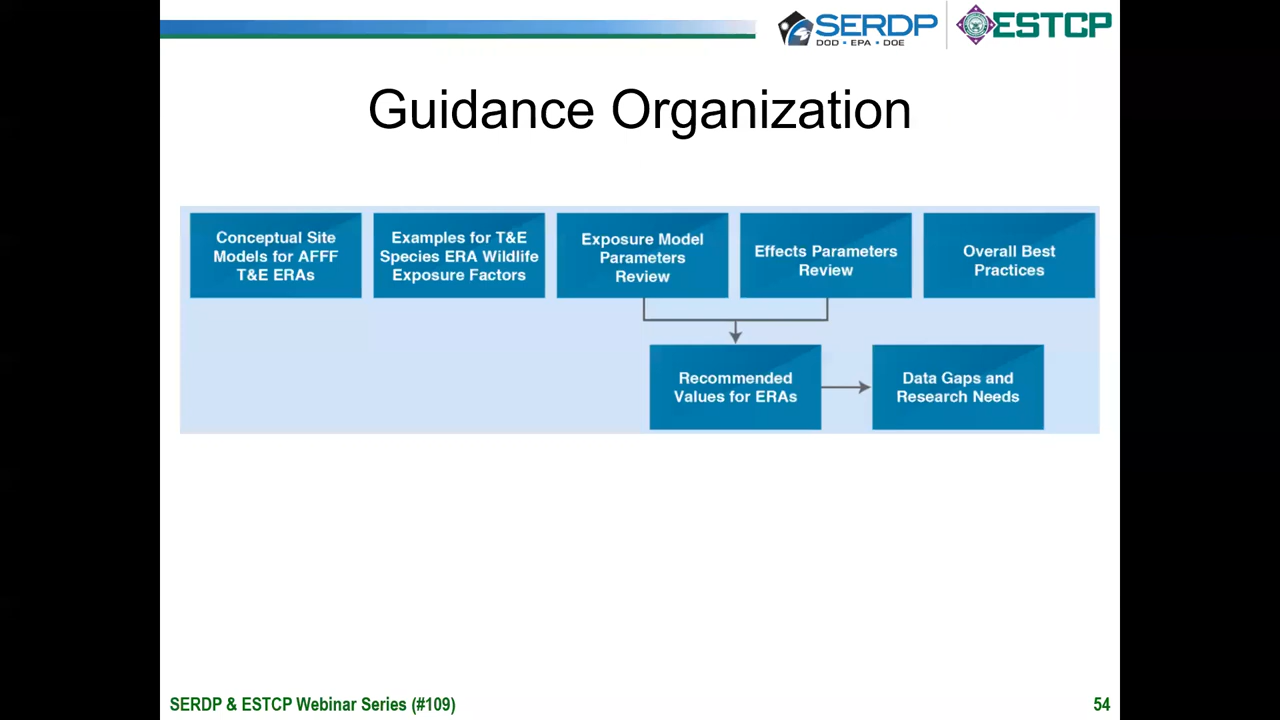 SERDP
DOD • EPA • DOE
ESTCP
Guidance Organization
Conceptual Site
Models for AFFF
T&E ERAs
Examples for T&E
Species ERA Wildlife
Exposure Factors
Exposure Model
Parameters
Review
Effects Parameters
Review
Overall Best
Practices
Recommended
Values for ERAs
Data Gaps and
Research Needs
SERDP & ESTCP Webinar Series (#109)
54